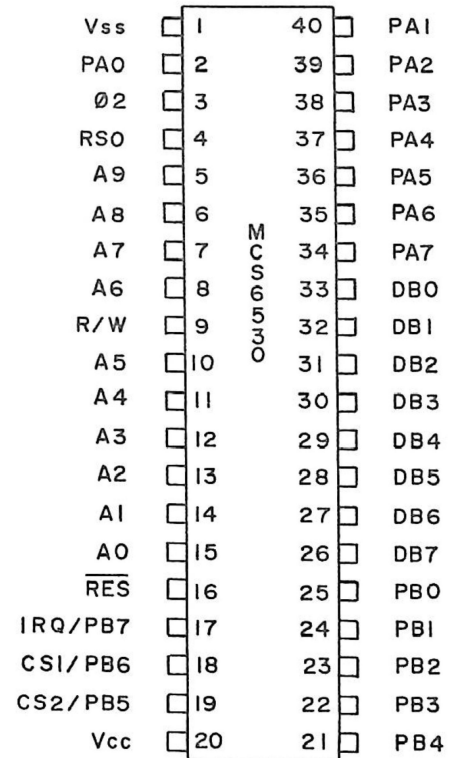 Vss 1 40 PA1
PA0 2 39 PA2
Ø2 3 38 PA3
RS0 4 37 PA4
A9 5 36 PA5
A8 6 35 PA6
A7 7 34 PA7
A6 8 33 DB0
R/W 9 32 DB1
A5 10 31 DB2
A4 11 30 DB3
A3 12 29 DB4
A2 13 28 DB5
A1 14 27 DB6
A0 15 26 DB7
RES 16 25 PB0
IRQ/PB7 17 24 PB1
CS1/PB6 18 23 PB2
CS2/PB5 19 22 PB3
Vcc 20 21 PB4
MCS6530